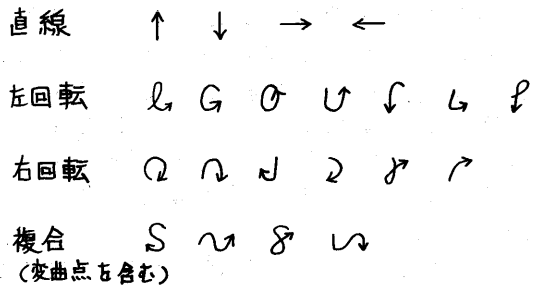 直線 ↑ ↓ → ←
左回転
右回転
複合
(変曲点を含む)